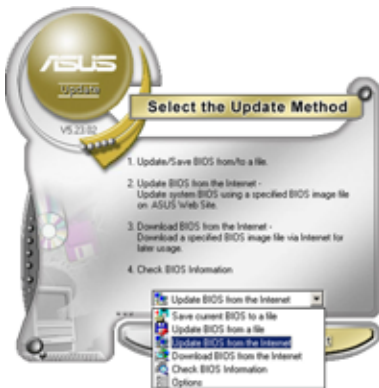 ASUS
Update
V5.23.02
Select the Update Method
1. Update/Save BIOS from/to a file.
2. Update BIOS from the Internet -
Update system BIOS using a specified BIOS image file
on ASUS Web Site.
3. Download BIOS from the Internet -
Download a specified BIOS image file via Internet for
later usage.
4. Check BIOS Information
Update BIOS from the Internet
Save current BIOS to a file
Update BIOS from a file
Update BIOS from the Internet
Download BIOS from the Internet
Check BIOS Information
Options